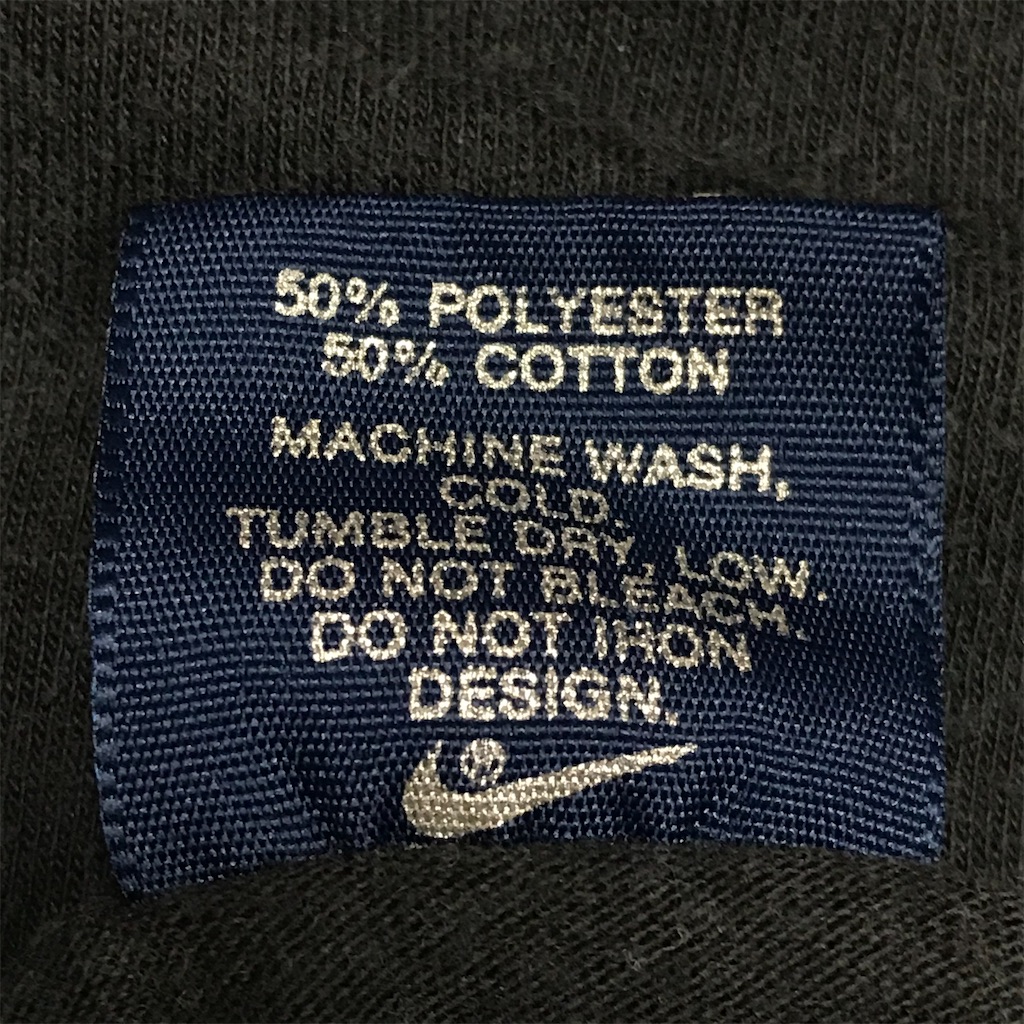 50% POLYESTER
50% COTTON
MACHINE WASH,
COLD.
TUMBLE DRY, LOW.
DO NOT BLEACH.
DO NOT IRON
DESIGN.